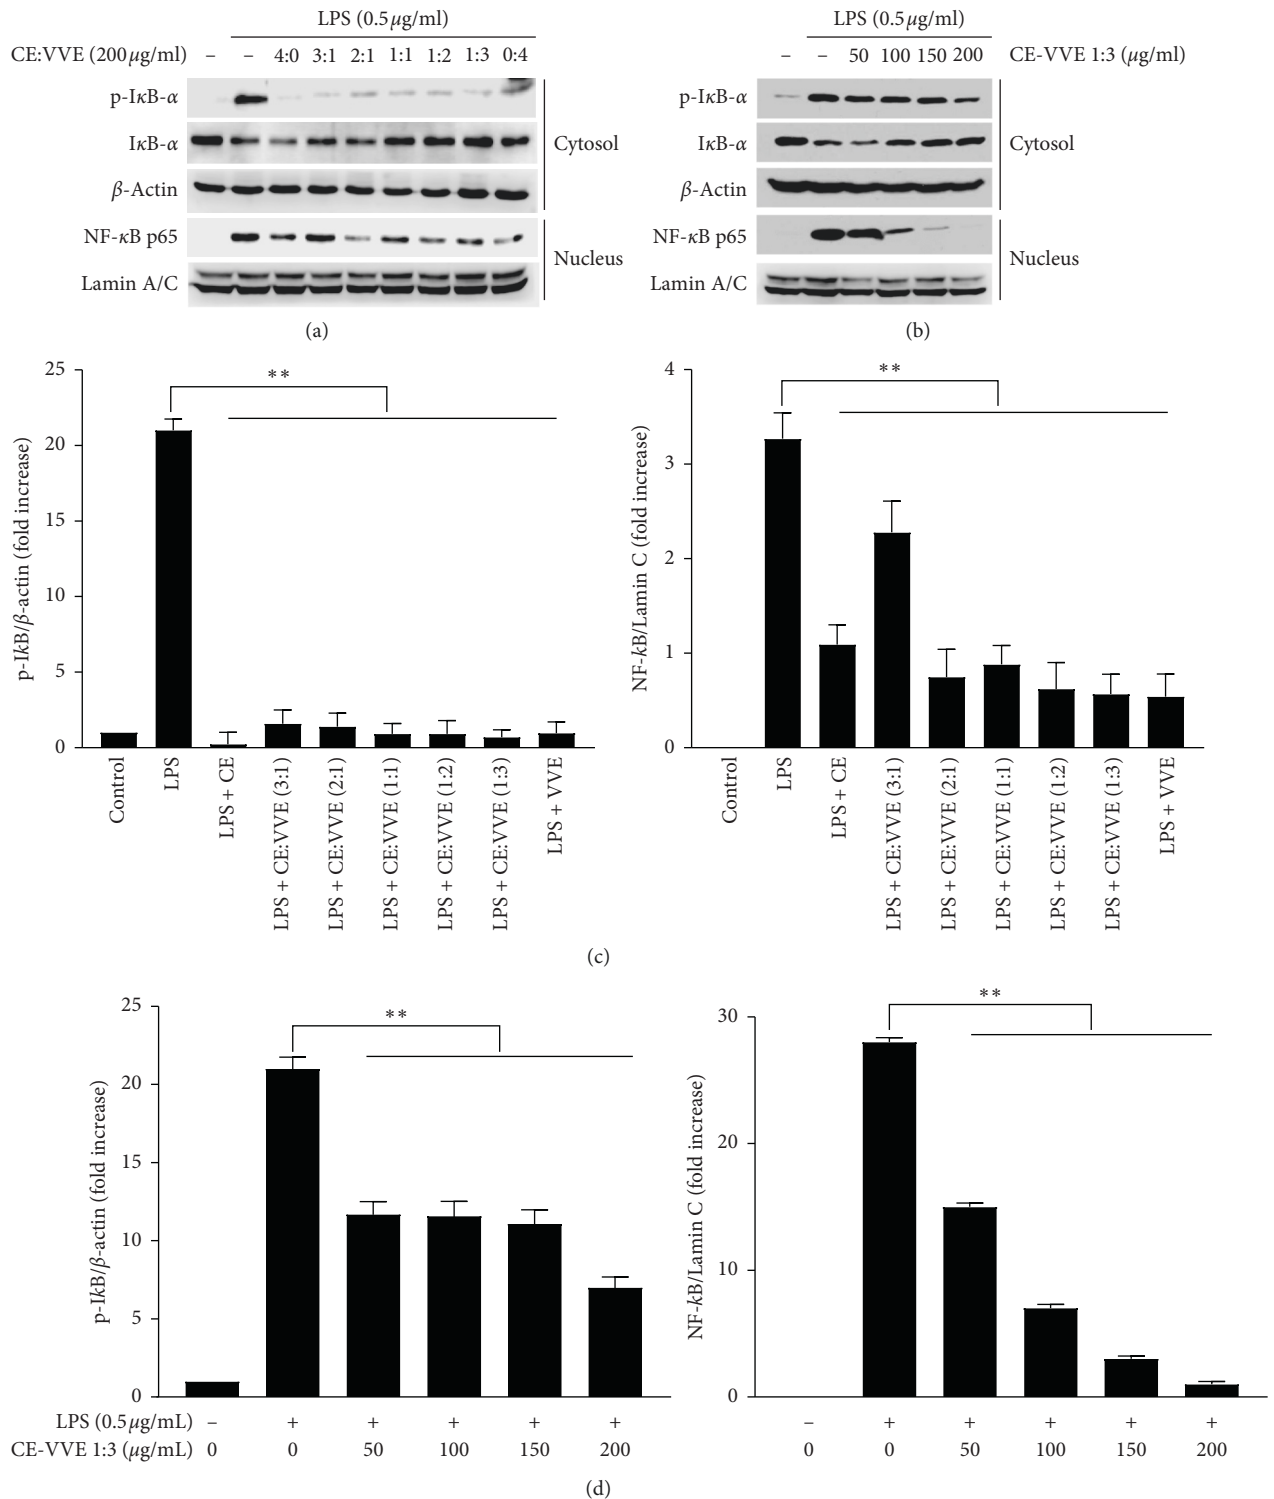 LPS (0.5 μg/ml)
CE:VVE (200 μg/ml) – – 4:0 3:1 2:1 1:1 1:2 1:3 0:4
p-IκB-α
IκB-α
Cytosol
β-Actin
NF-κB p65
Nucleus
Lamin A/C
(a)
LPS (0.5 μg/ml)
– – 50 100 150 200 CE-VVE 1:3 (μg/ml)
p-IκB-α
IκB-α
Cytosol
β-Actin
NF-κB p65
Nucleus
Lamin A/C
(b)
p-IkB/β-actin (fold increase)
25
20
15
10
5
0
**
Control
LPS
LPS + CE
LPS + CE:VVE (3:1)
LPS + CE:VVE (2:1)
LPS + CE:VVE (1:1)
LPS + CE:VVE (1:2)
LPS + CE:VVE (1:3)
LPS + VVE
NF-kB/Lamin C (fold increase)
4
3
2
1
0
**
Control
LPS
LPS + CE
LPS + CE:VVE (3:1)
LPS + CE:VVE (2:1)
LPS + CE:VVE (1:1)
LPS + CE:VVE (1:2)
LPS + CE:VVE (1:3)
LPS + VVE
(c)
p-IkB/β-actin (fold increase)
25
20
15
10
5
0
**
LPS (0.5 μg/mL) – + + + + +
CE-VVE 1:3 (μg/mL) 0 0 50 100 150 200
NF-kB/Lamin C (fold increase)
30
20
10
0
**
– + + + + +
0 0 50 100 150 200
(d)